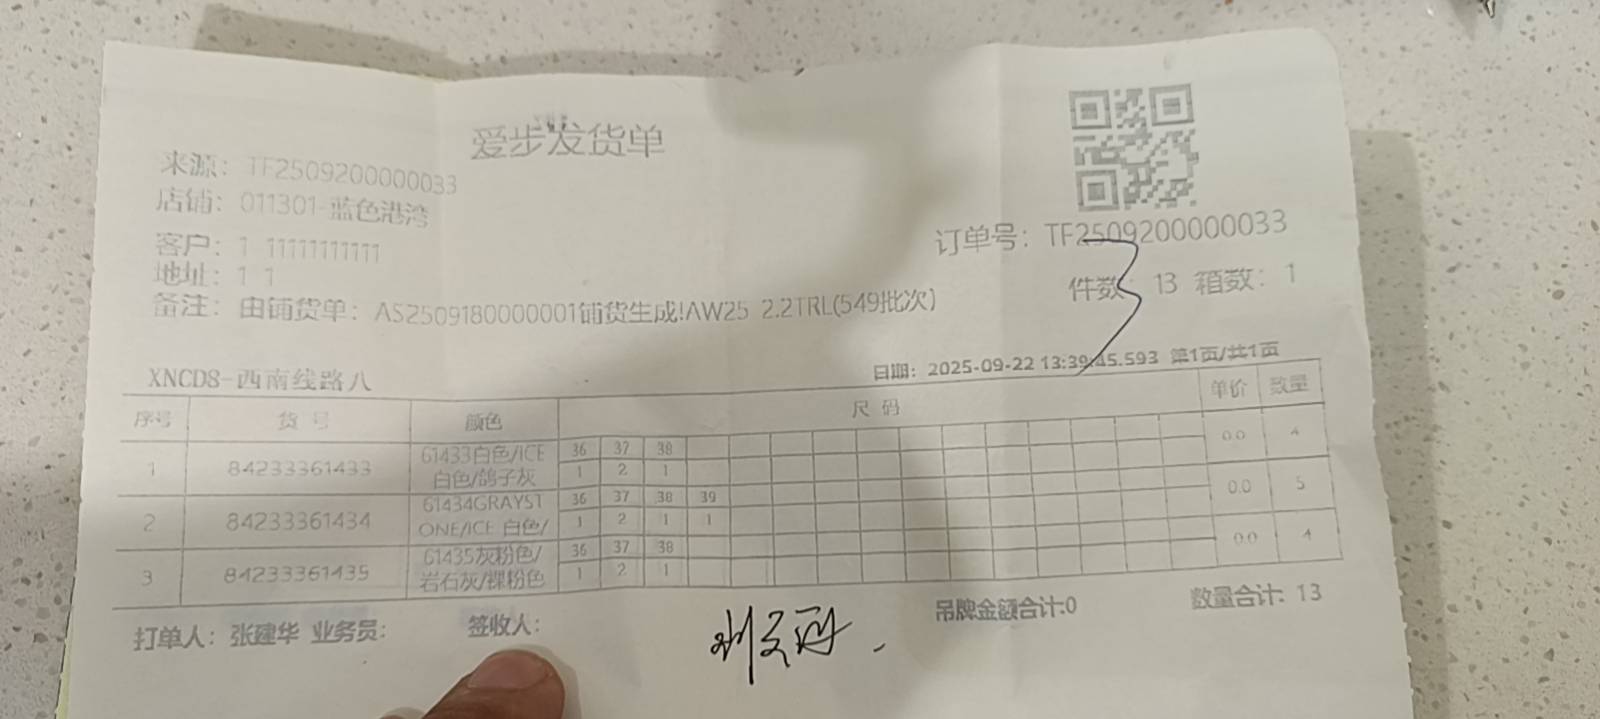 爱步发货单
来源：TF2509200000033
店铺：011301-蓝色港湾
客户：1 11111111111
订单号：TF2509200000033
地址：1 1
件数：13 箱数：1
备注：由铺货单：AS2509180000001铺货生成!AW25 2.2TRL(549批次)
日期：2025-09-22 13:39:45.593 第1页/共1页
XNCD8-西南线路八
序号 货号 颜色 尺码 单价 数量
1 84233361433 61433白色/ICE 36 37 38 0.0 4
白色/鸽子灰 1 2 1
2 84233361434 61434GRAYST 36 37 38 39 0.0 5
ONE/ICE 白色/ 1 2 1 1
3 84233361435 61435灰粉色/ 36 37 38 0.0 4
岩石灰/裸粉色 1 2 1
打单人：张建华 业务员： 签收人： 吊牌金额合计:0 数量合计: 13